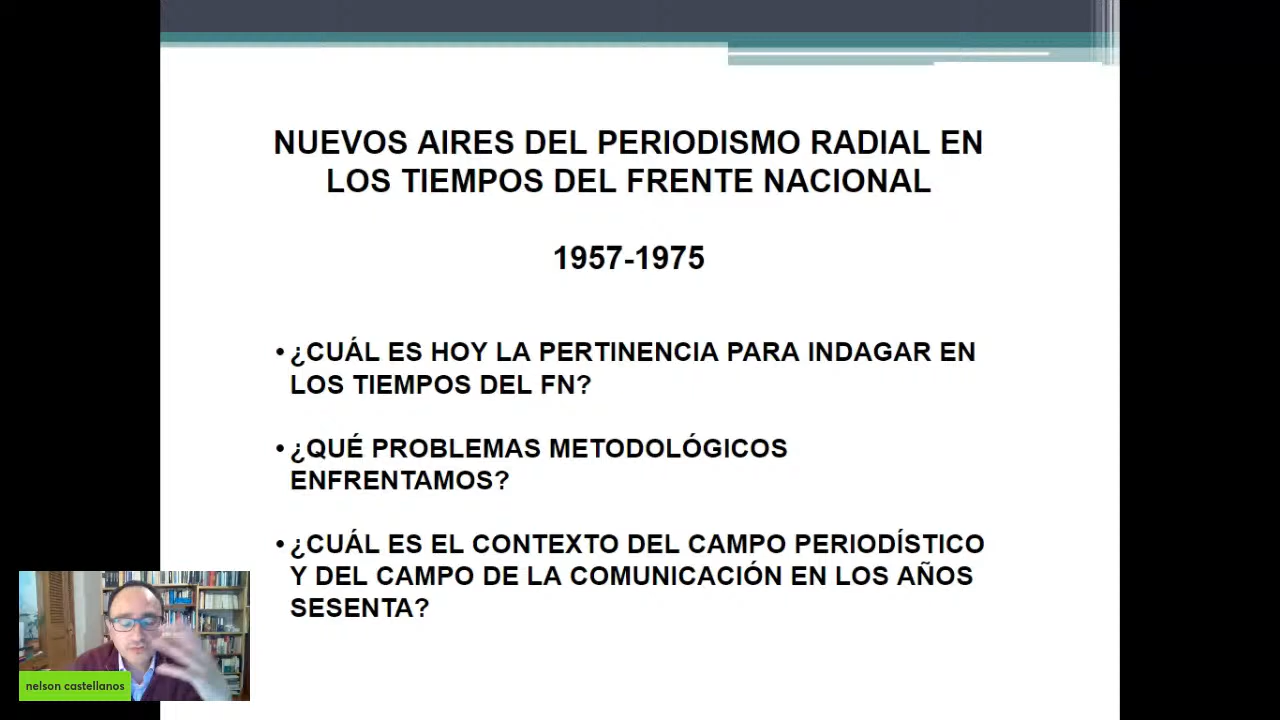 NUEVOS AIRES DEL PERIODISMO RADIAL EN
LOS TIEMPOS DEL FRENTE NACIONAL
1957-1975
• ¿CUÁL ES HOY LA PERTINENCIA PARA INDAGAR EN
LOS TIEMPOS DEL FN?
• ¿QUÉ PROBLEMAS METODOLÓGICOS
ENFRENTAMOS?
• ¿CUÁL ES EL CONTEXTO DEL CAMPO PERIODÍSTICO
Y DEL CAMPO DE LA COMUNICACIÓN EN LOS AÑOS
SESENTA?
nelson castellanos